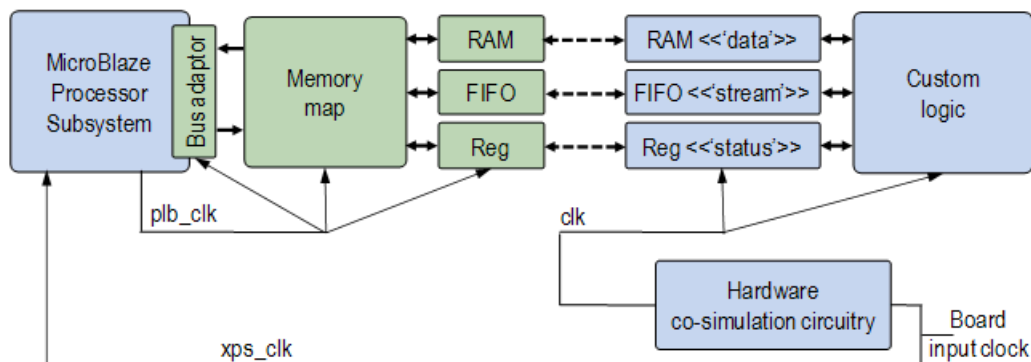 MicroBlaze
Processor
Subsystem
Bus adaptor
Memory
map
RAM
FIFO
Reg
RAM <<‘data’>>
FIFO <<‘stream’>>
Reg <<‘status’>>
Custom
logic
plb_clk
clk
Hardware
co-simulation circuitry
Board
input clock
xps_clk